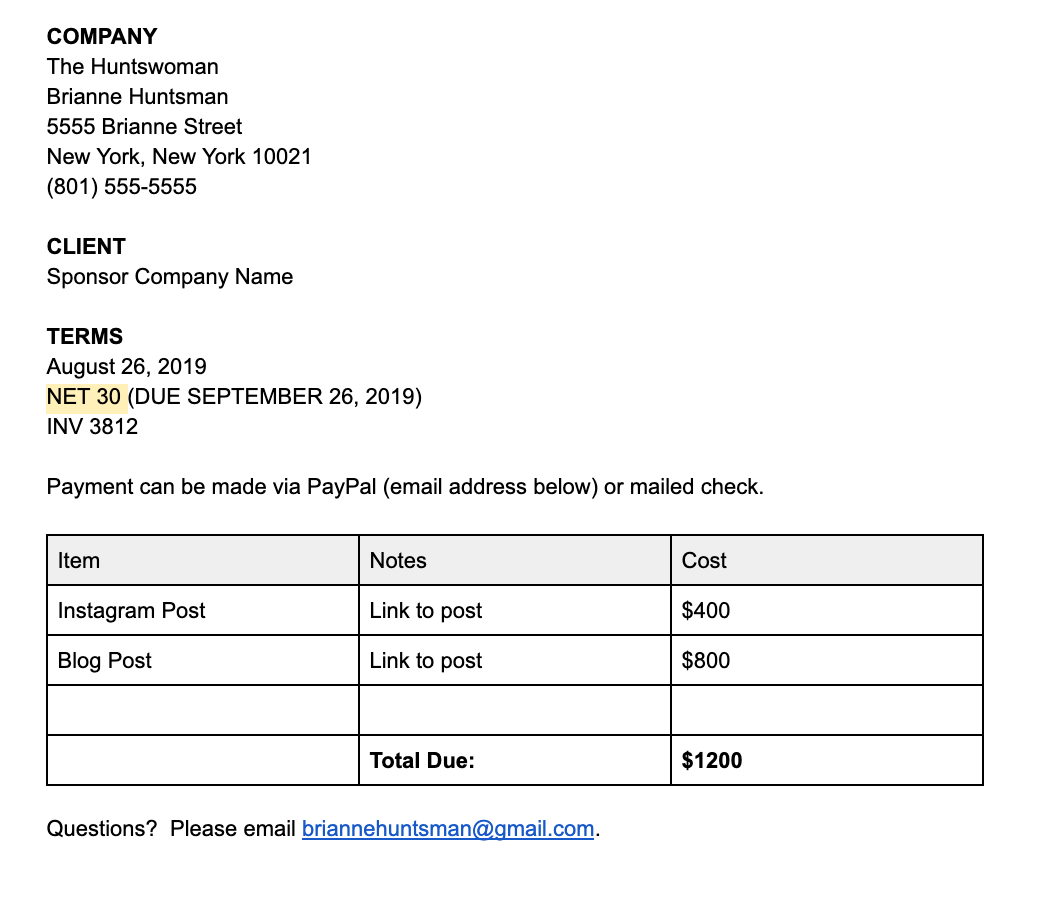 COMPANY
The Huntswoman
Brianne Huntsman
5555 Brianne Street
New York, New York 10021
(801) 555-5555
CLIENT
Sponsor Company Name
TERMS
August 26, 2019
NET 30 (DUE SEPTEMBER 26, 2019)
INV 3812
Payment can be made via PayPal (email address below) or mailed check.
Item Notes Cost
Instagram Post Link to post $400
Blog Post Link to post $800
Total Due: $1200
Questions?  Please email briannehuntsman@gmail.com.